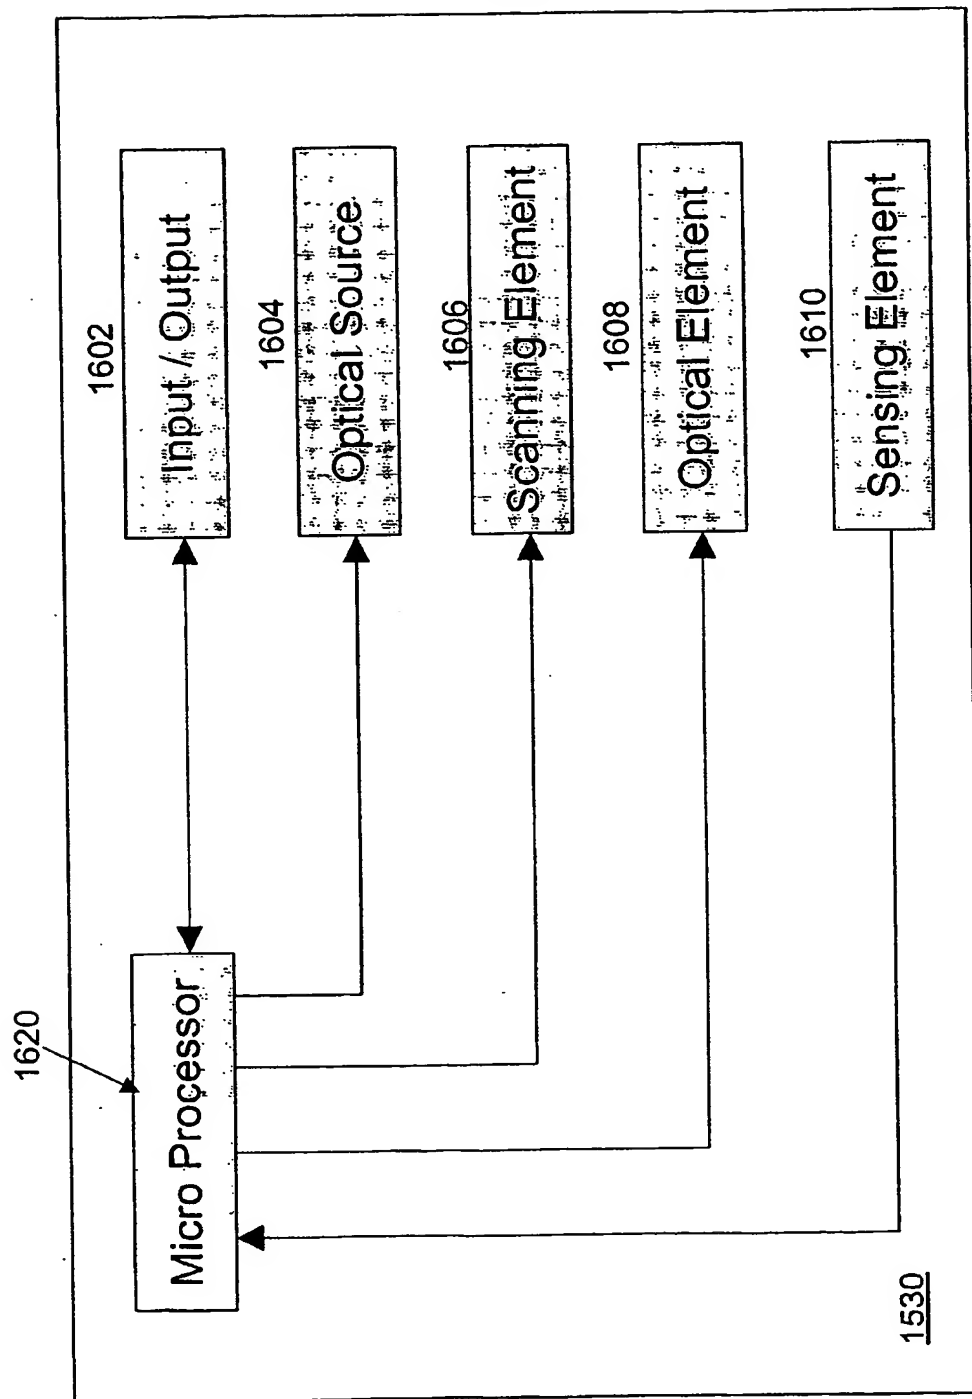 1620
Micro Processor
1602
Input / Output
1604
Optical Source
1606
Scanning Element
1608
Optical Element
1610
Sensing Element
1530